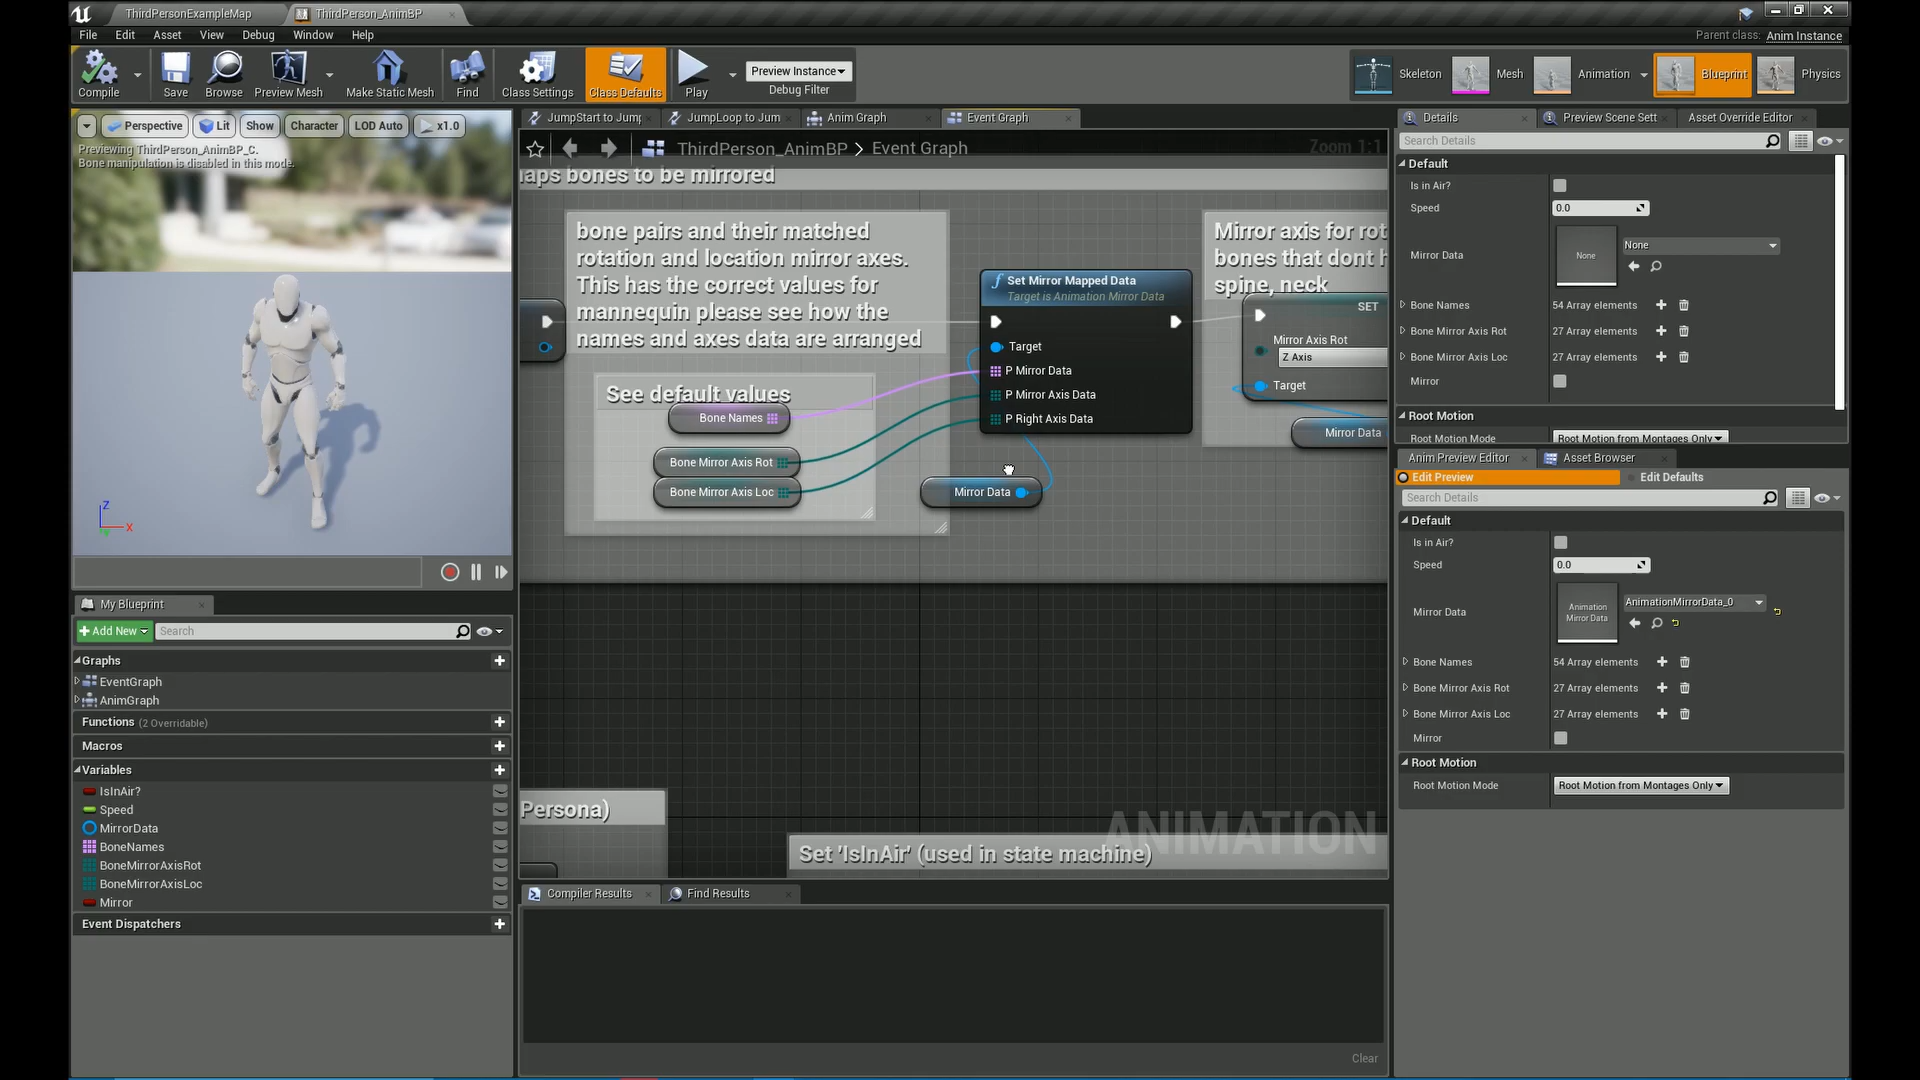 ThirdPersonExampleMap
ThirdPerson_AnimBP
File Edit Asset View Debug Window Help
Parent class: Anim Instance
Compile
Save
Browse
Preview Mesh
Make Static Mesh
Find
Class Settings
Class Defaults
Play
Preview Instance
Debug Filter
Skeleton
Mesh
Animation
Blueprint
Physics
Perspective
Lit
Show
Character
LOD Auto
x1.0
Previewing ThirdPerson_AnimBP_C.
Bone manipulation is disabled in this mode.
Z
X
JumpStart to Jump
JumpLoop to Jum
Anim Graph
Event Graph
ThirdPerson_AnimBP > Event Graph
Zoom 1:1
maps bones to be mirrored
bone pairs and their matched
rotation and location mirror axes.
This has the correct values for
mannequin please see how the
names and axes data are arranged
See default values
Bone Names
Bone Mirror Axis Rot
Bone Mirror Axis Loc
Set Mirror Mapped Data
Target is Animation Mirror Data
Target
P Mirror Data
P Mirror Axis Data
P Right Axis Data
Mirror Data
Mirror axis for rot
bones that dont h
spine, neck
SET
Mirror Axis Rot
Z Axis
Target
Mirror Data
Persona)
Set 'IsInAir' (used in state machine)
ANIMATION
Compiler Results
Find Results
Clear
My Blueprint
Add New
Search
Graphs
EventGraph
AnimGraph
Functions (2 Overridable)
Macros
Variables
IsInAir?
Speed
MirrorData
BoneNames
BoneMirrorAxisRot
BoneMirrorAxisLoc
Mirror
Event Dispatchers
Details
Preview Scene Sett
Asset Override Editor
Search Details
Default
Is in Air?
Speed 0.0
Mirror Data None None
Bone Names 54 Array elements
Bone Mirror Axis Rot 27 Array elements
Bone Mirror Axis Loc 27 Array elements
Mirror
Root Motion
Root Motion Mode Root Motion from Montages Only
Anim Preview Editor
Asset Browser
Edit Preview
Edit Defaults
Search Details
Default
Is in Air?
Speed 0.0
Mirror Data Animation Mirror Data AnimationMirrorData_0
Bone Names 54 Array elements
Bone Mirror Axis Rot 27 Array elements
Bone Mirror Axis Loc 27 Array elements
Mirror
Root Motion
Root Motion Mode Root Motion from Montages Only